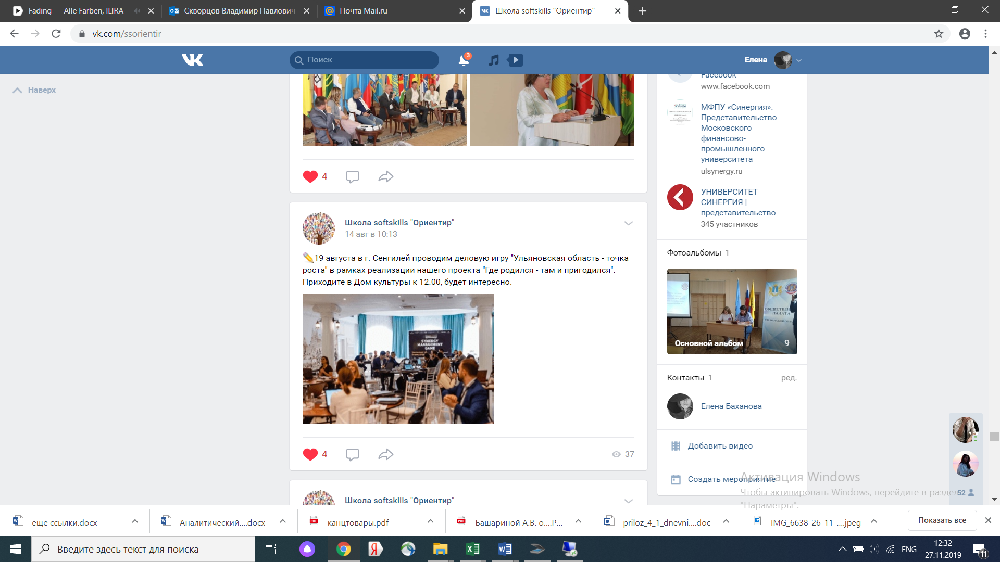 Fading — Alle Farben, ILIRA
Скворцов Владимир Павлович
Почта Mail.ru
Школа softskills "Ориентир"
vk.com/ssorientir
Поиск
3
Елена
Наверх
Facebook
www.facebook.com
МФПУ «Синергия».
Представительство
Московского
финансово-
промышленного
университета
ulsynergy.ru
4
УНИВЕРСИТЕТ
СИНЕРГИЯ |
представительство
345 участников
Школа softskills "Ориентир"
14 авг в 10:13
19 августа в г. Сенгилей проводим деловую игру "Ульяновская область - точка
роста" в рамках реализации нашего проекта "Где родился - там и пригодился".
Приходите в Дом культуры к 12.00, будет интересно.
SYNERGY
MANAGEMENT
GAME
4
37
Фотоальбомы 1
ПАЛАТА
Основной альбом 9
Контакты 1
ред.
Елена Баханова
Добавить видео
Создать мероприятие
Активация Windows
Чтобы активировать Windows, перейдите в раздел
"Параметры".
52
Школа softskills "Ориентир"
еще ссылки.docx
Аналитический....docx
канцтовары.pdf
Башариной А.В. о....P...
priloz_4_1_dnevni....doc
IMG_6638-26-11-....jpeg
Показать все
Введите здесь текст для поиска
ENG
12:32
27.11.2019
11